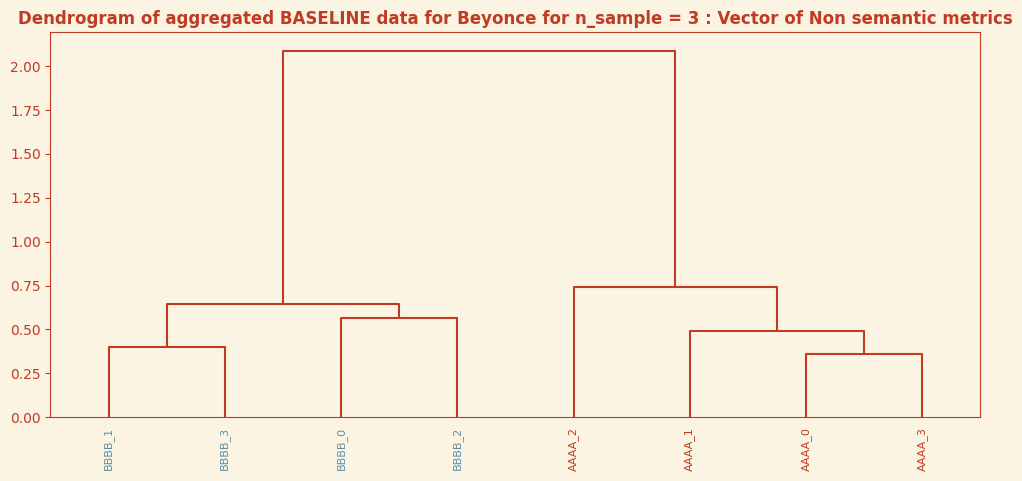 Dendrogram of aggregated BASELINE data for Beyonce for n_sample = 3 : Vector of Non semantic metrics
2.00
1.75
1.50
1.25
1.00
0.75
0.50
0.25
0.00
BBBB_1
BBBB_3
BBBB_0
BBBB_2
AAAA_2
AAAA_1
AAAA_0
AAAA_3